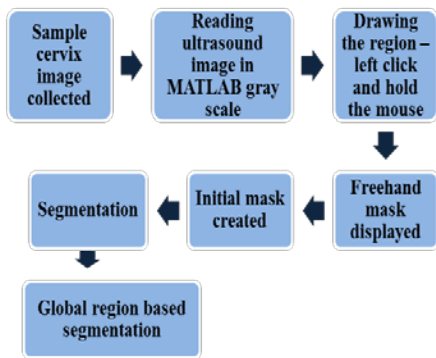 Sample
cervix
image
collected
Reading
ultrasound
image in
MATLAB gray
scale
Drawing
the region –
left click
and hold
the mouse
Freehand
mask
displayed
Initial mask
created
Segmentation
Global region based
segmentation